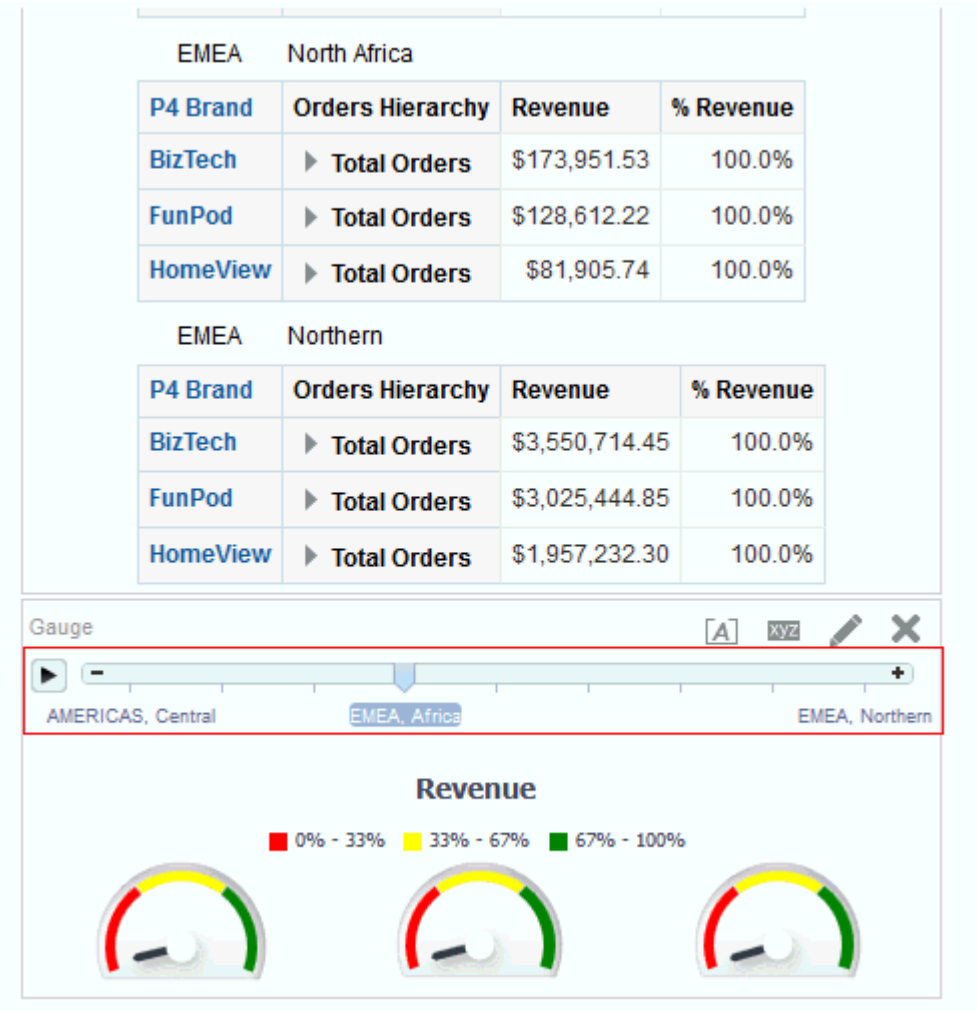 EMEA North Africa
P4 Brand Orders Hierarchy Revenue % Revenue
BizTech Total Orders $173,951.53 100.0%
FunPod Total Orders $128,612.22 100.0%
HomeView Total Orders $81,905.74 100.0%
EMEA Northern
P4 Brand Orders Hierarchy Revenue % Revenue
BizTech Total Orders $3,550,714.45 100.0%
FunPod Total Orders $3,025,444.85 100.0%
HomeView Total Orders $1,957,232.30 100.0%
Gauge [A] xyz
- +
AMERICAS, Central EMEA, Africa EMEA, Northern
Revenue
0% - 33% 33% - 67% 67% - 100%